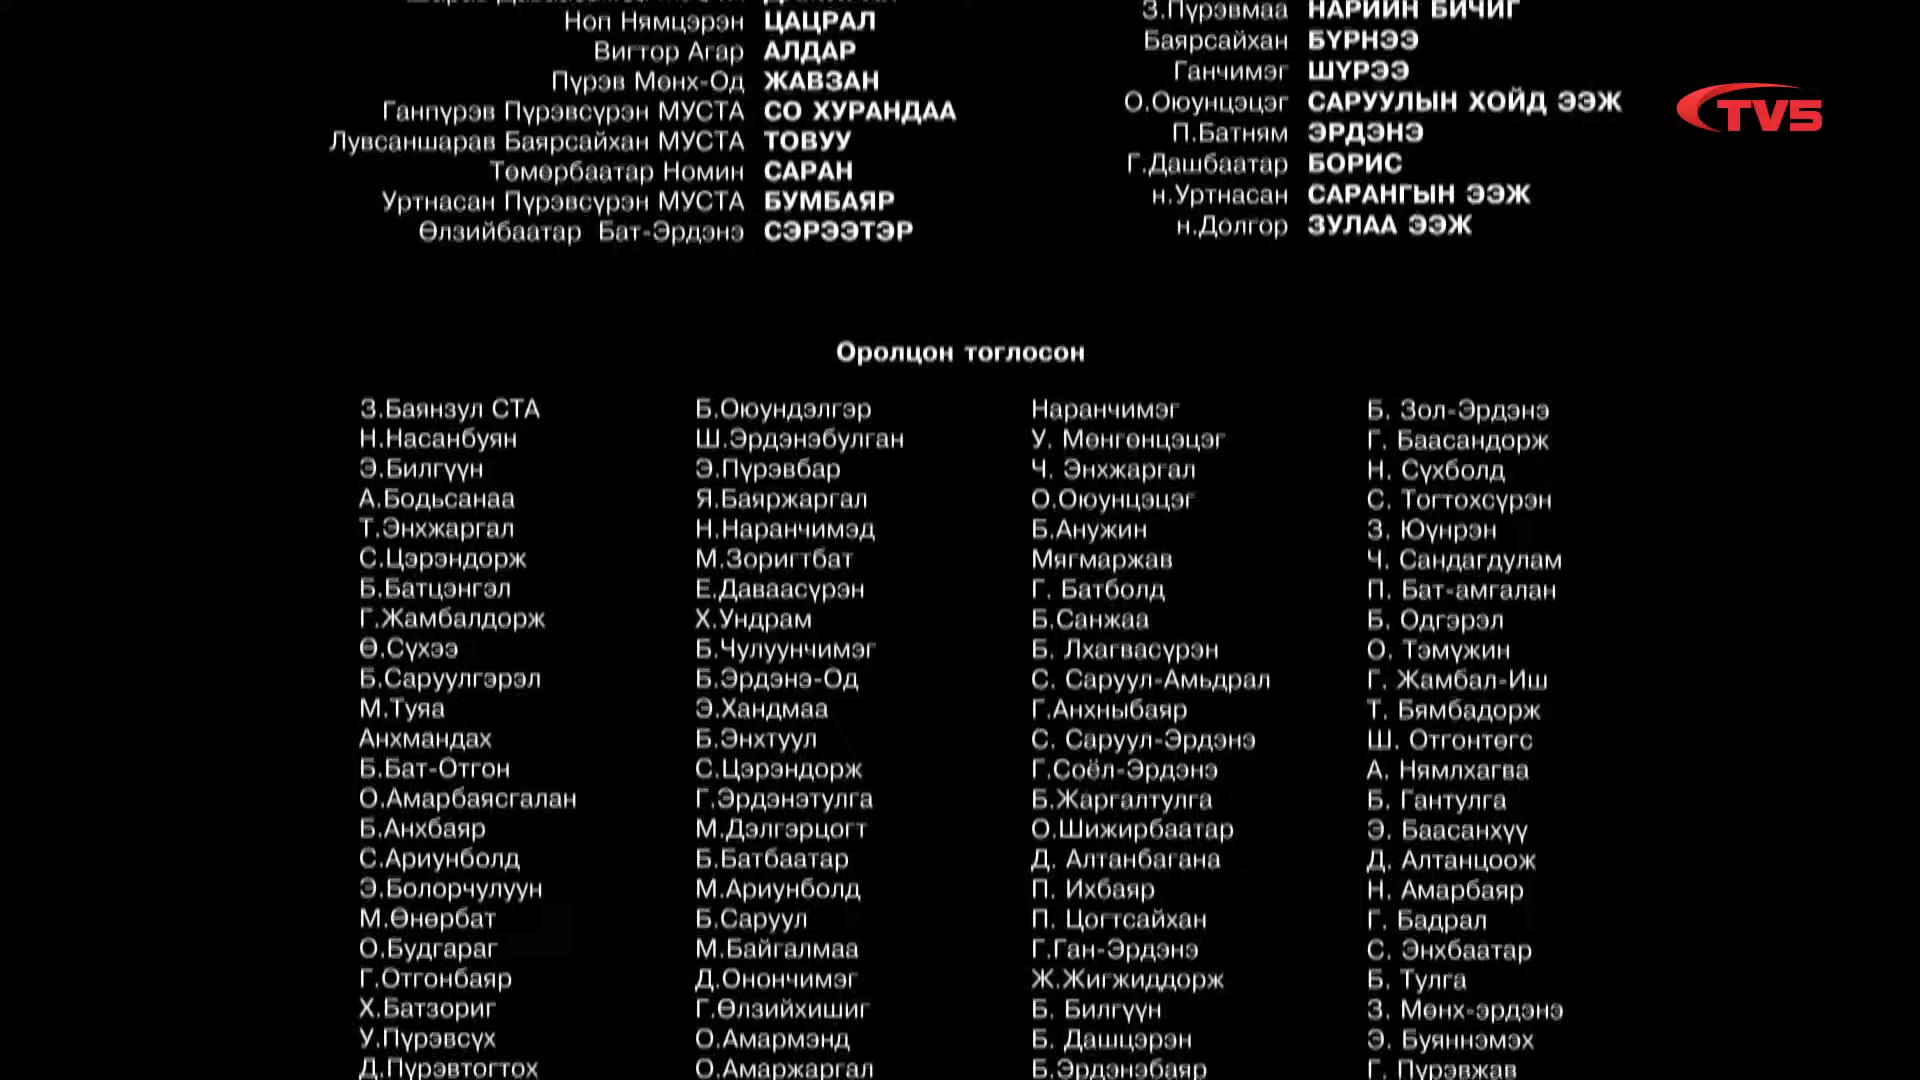 Ноп Нямцэрэн ЦАЦРАЛ
Вигтор Агар АЛДАР
Пүрэв Мөнх-Од ЖАВЗАН
Ганпүрэв Пүрэвсүрэн МУСТА СО ХУРАНДАА
Лувсаншарав Баярсайхан МУСТА ТОВУУ
Төмөрбаатар Номин САРАН
Уртнасан Пүрэвсүрэн МУСТА БУМБАЯР
Өлзийбаатар Бат-Эрдэнэ СЭРЭЭТЭР
З.Пүрэвмаа НАРИЙН БИЧИГ
Баярсайхан БҮРНЭЭ
Ганчимэг ШҮРЭЭ
О.Оюунцэцэг САРУУЛЫН ХОЙД ЭЭЖ
П.Батням ЭРДЭНЭ
Г.Дашбаатар БОРИС
н.Уртнасан САРАНГЫН ЭЭЖ
н.Долгор ЗУЛАА ЭЭЖ
TV5
Оролцон тоглосон
З.Баянзул СТА
Н.Насанбуян
Э.Билгүүн
А.Бодьсанаа
Т.Энхжаргал
С.Цэрэндорж
Б.Батцэнгэл
Г.Жамбалдорж
Ө.Сүхээ
Б.Саруулгэрэл
М.Туяа
Анхмандах
Б.Бат-Отгон
О.Амарбаясгалан
Б.Анхбаяр
С.Ариунболд
Э.Болорчулуун
М.Өнөрбат
О.Будгараг
Г.Отгонбаяр
Х.Батзориг
У.Пүрэвсүх
Д.Пүрэвтогтох
Б.Оюундэлгэр
Ш.Эрдэнэбулган
Э.Пүрэвбар
Я.Баяржаргал
Н.Наранчимэд
М.Зоригтбат
Е.Даваасүрэн
Х.Ундрам
Б.Чулуунчимэг
Б.Эрдэнэ-Од
Э.Хандмаа
Б.Энхтуул
С.Цэрэндорж
Г.Эрдэнэтулга
М.Дэлгэрцогт
Б.Батбаатар
М.Ариунболд
Б.Саруул
М.Байгалмаа
Д.Онончимэг
Г.Өлзийхишиг
О.Амармэнд
О.Амаржаргал
Наранчимэг
У. Мөнгөнцэцэг
Ч. Энхжаргал
О.Оюунцэцэг
Б.Анужин
Мягмаржав
Г. Батболд
Б.Санжаа
Б. Лхагвасүрэн
С. Саруул-Амьдрал
Г.Анхныбаяр
С. Саруул-Эрдэнэ
Г.Соёл-Эрдэнэ
Б.Жаргалтулга
О.Шижирбаатар
Д. Алтанбагана
П. Ихбаяр
П. Цогтсайхан
Г.Ган-Эрдэнэ
Ж.Жигжиддорж
Б. Билгүүн
Б. Дашцэрэн
Б.Эрдэнэбаяр
Б. Зол-Эрдэнэ
Г. Баасандорж
Н. Сүхболд
С. Тогтохсүрэн
З. Юүнрэн
Ч. Сандагдулам
П. Бат-амгалан
Б. Одгэрэл
О. Тэмүжин
Г. Жамбал-Иш
Т. Бямбадорж
Ш. Отгонтөгс
А. Нямлхагва
Б. Гантулга
Э. Баасанхүү
Д. Алтанцоож
Н. Амарбаяр
Г. Бадрал
С. Энхбаатар
Б. Тулга
З. Мөнх-эрдэнэ
Э. Буяннэмэх
Г. Пүрэвжав